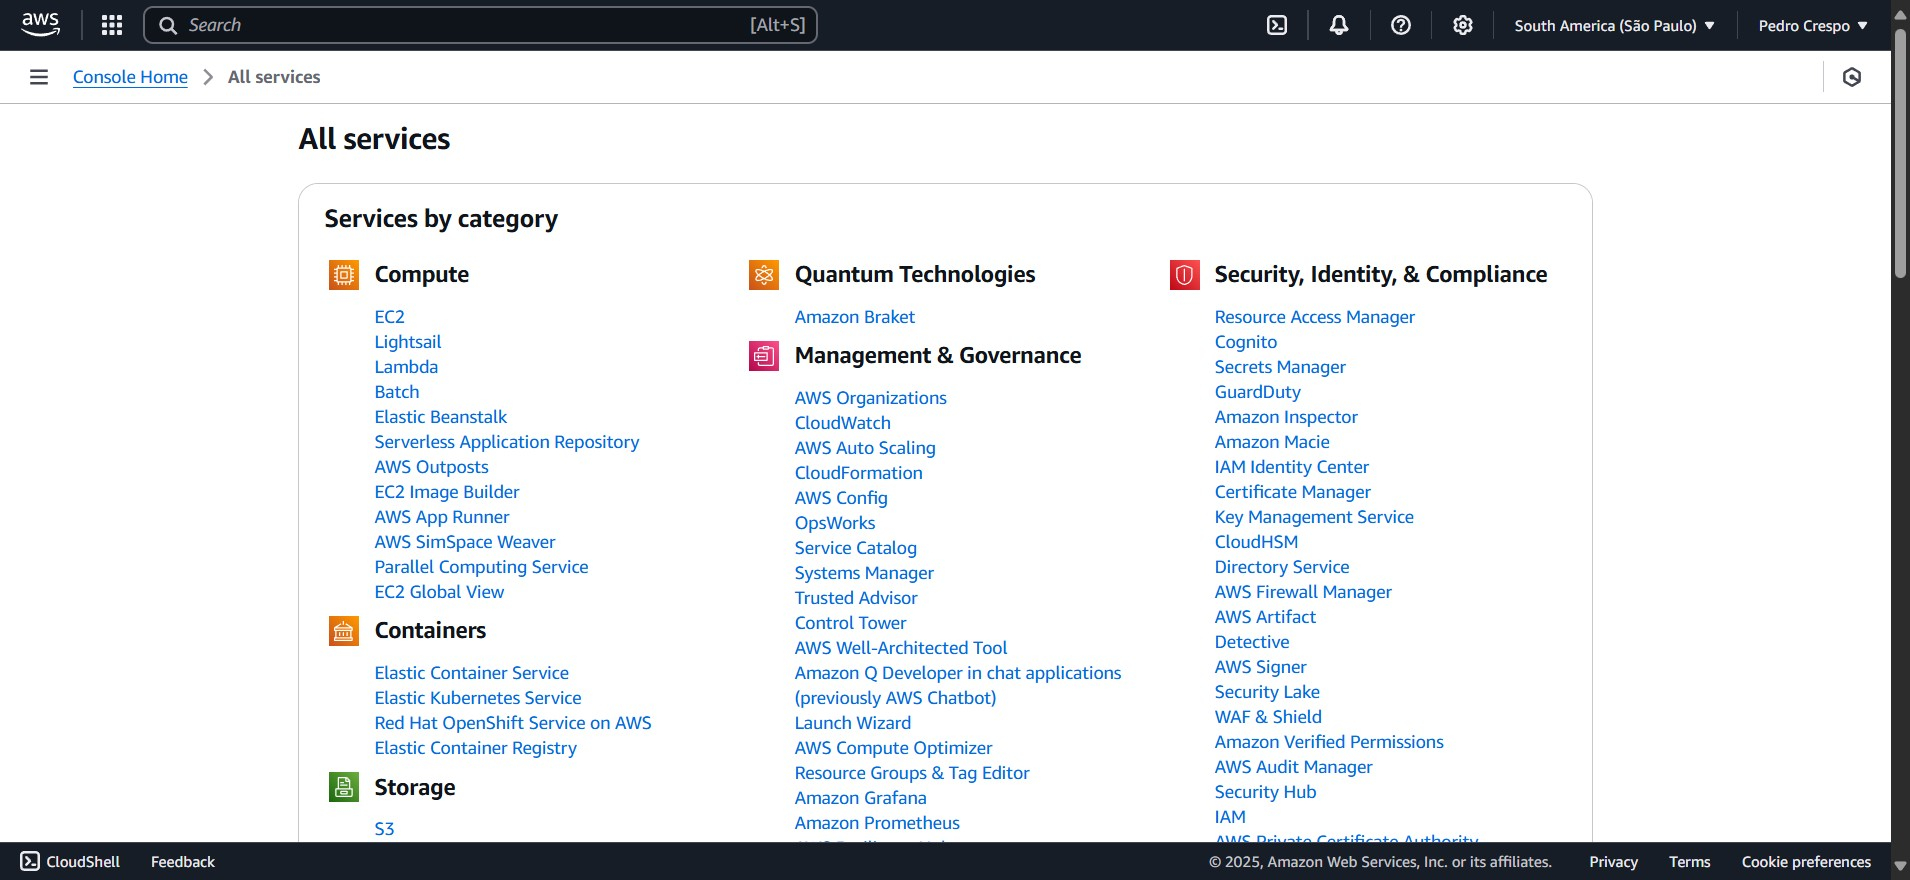 aws
Search
[Alt+S]
South America (São Paulo)
Pedro Crespo
Console Home
All services
All services
Services by category
Compute
EC2
Lightsail
Lambda
Batch
Elastic Beanstalk
Serverless Application Repository
AWS Outposts
EC2 Image Builder
AWS App Runner
AWS SimSpace Weaver
Parallel Computing Service
EC2 Global View
Containers
Elastic Container Service
Elastic Kubernetes Service
Red Hat OpenShift Service on AWS
Elastic Container Registry
Storage
S3
Quantum Technologies
Amazon Braket
Management & Governance
AWS Organizations
CloudWatch
AWS Auto Scaling
CloudFormation
AWS Config
OpsWorks
Service Catalog
Systems Manager
Trusted Advisor
Control Tower
AWS Well-Architected Tool
Amazon Q Developer in chat applications
(previously AWS Chatbot)
Launch Wizard
AWS Compute Optimizer
Resource Groups & Tag Editor
Amazon Grafana
Amazon Prometheus
Security, Identity, & Compliance
Resource Access Manager
Cognito
Secrets Manager
GuardDuty
Amazon Inspector
Amazon Macie
IAM Identity Center
Certificate Manager
Key Management Service
CloudHSM
Directory Service
AWS Firewall Manager
AWS Artifact
Detective
AWS Signer
Security Lake
WAF & Shield
Amazon Verified Permissions
AWS Audit Manager
Security Hub
IAM
AWS Private Certificate Authority
CloudShell
Feedback
© 2025, Amazon Web Services, Inc. or its affiliates.
Privacy
Terms
Cookie preferences